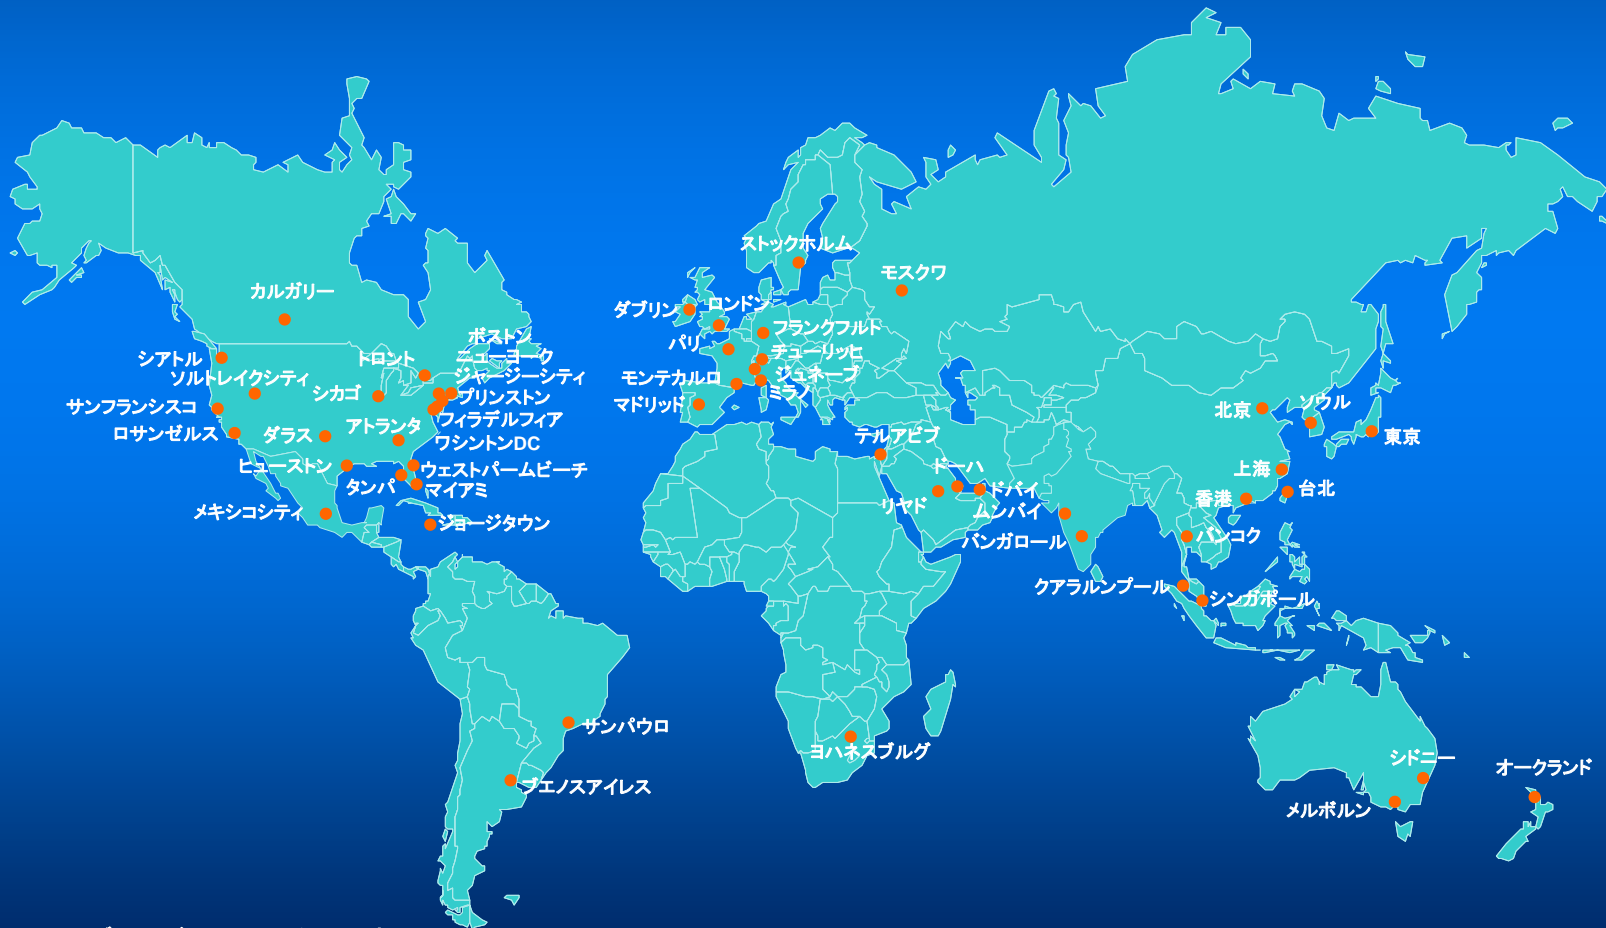 ストックホルム
モスクワ
カルガリー
ダブリン
ロンドン
フランクフルト
ボストン
パリ
シアトル
トロント
ニューヨーク
チューリッヒ
ソルトレイクシティ
シカゴ
ジャージーシティ
モンテカルロ
ジュネーブ
プリンストン
ミラノ
サンフランシスコ
マドリッド
北京
ソウル
フィラデルフィア
アトランタ
ロサンゼルス
ダラス
ワシントンDC
テルアビブ
東京
ヒューストン
ウェストパームビーチ
ドーハ
上海
タンパ
マイアミ
ドバイ
台北
リヤド
香港
メキシコシティ
ムンバイ
ジョージタウン
バンガロール
バンコク
クアラルンプール
シンガポール
サンパウロ
ヨハネスブルグ
シドニー
オークランド
ブエノスアイレス
メルボルン